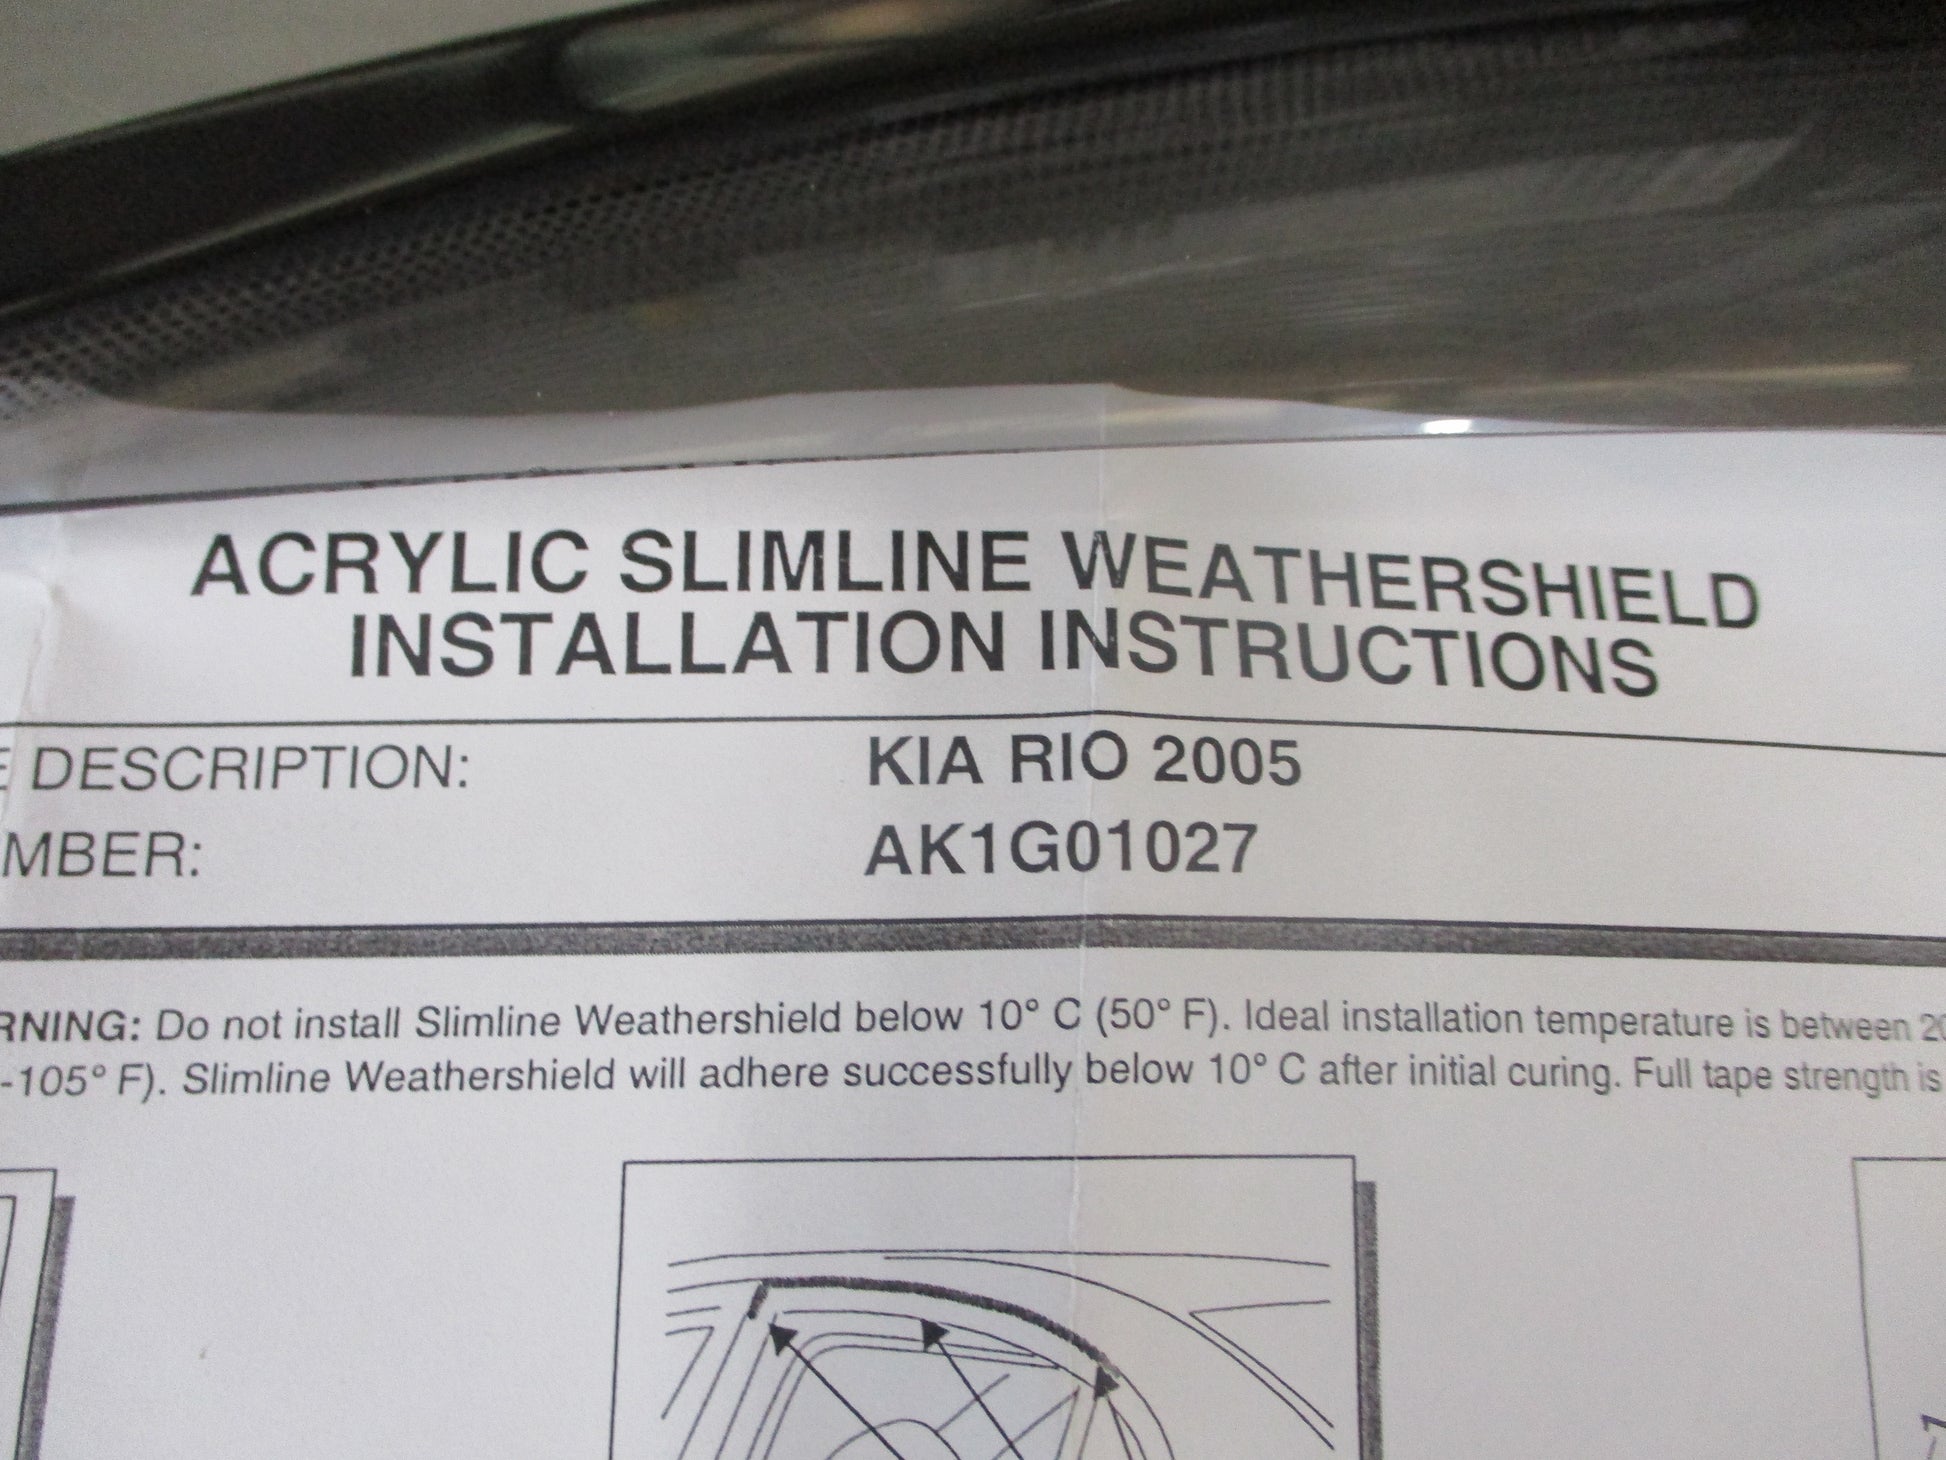 ACRYLIC SLIMLINE WEATHERSHIELD
INSTALLATION INSTRUCTIONS
DESCRIPTION: KIA RIO 2005
MBER: AK1G01027
RNING: Do not install Slimline Weathershield below 10° C (50° F). Ideal installation temperature is between 20
-105° F). Slimline Weathershield will adhere successfully below 10° C after initial curing. Full tape strength is